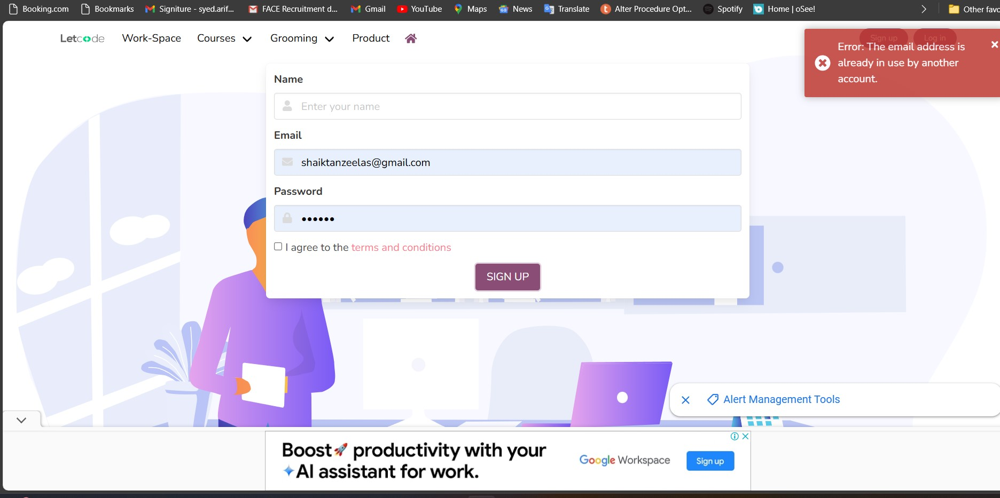 Booking.com Bookmarks Signiture - syed.arif... FACE Recruitment d... Gmail YouTube Maps News Translate Alter Procedure Opt... Spotify Home | oSee! Other favo
Letcode Work-Space Courses Grooming Product Sign up Log in
Error: The email address is
already in use by another
account.
Name
Enter your name
Email
shaiktanzeelas@gmail.com
Password
••••••
I agree to the terms and conditions
SIGN UP
Alert Management Tools
Boost🚀 productivity with your
AI assistant for work.
Google Workspace
Sign up